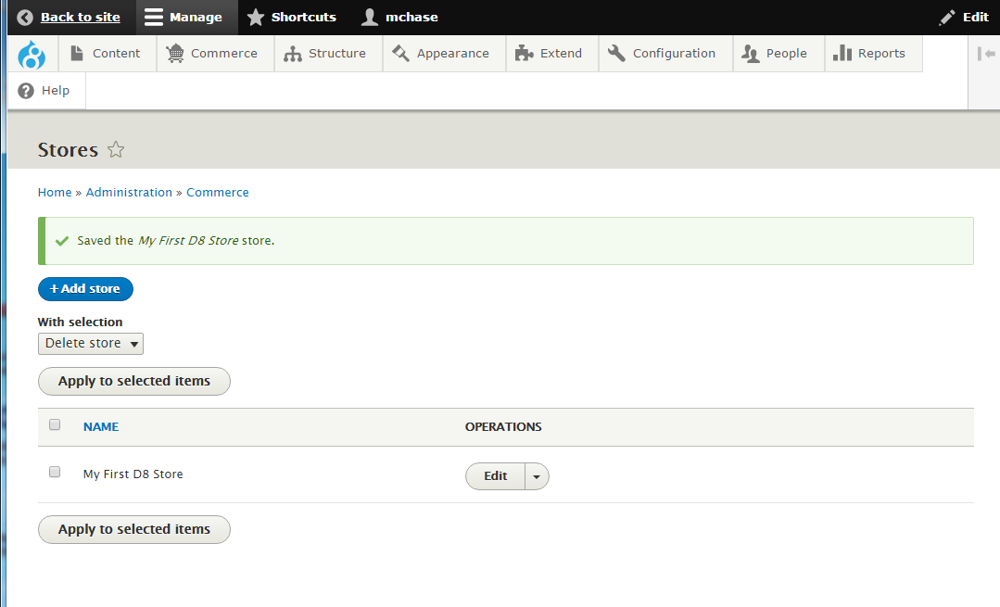 Back to site Manage Shortcuts mchase Edit
Content Commerce Structure Appearance Extend Configuration People Reports
Help
Stores
Home » Administration » Commerce
Saved the My First D8 Store store.
+ Add store
With selection
Delete store
Apply to selected items
NAME OPERATIONS
My First D8 Store Edit
Apply to selected items